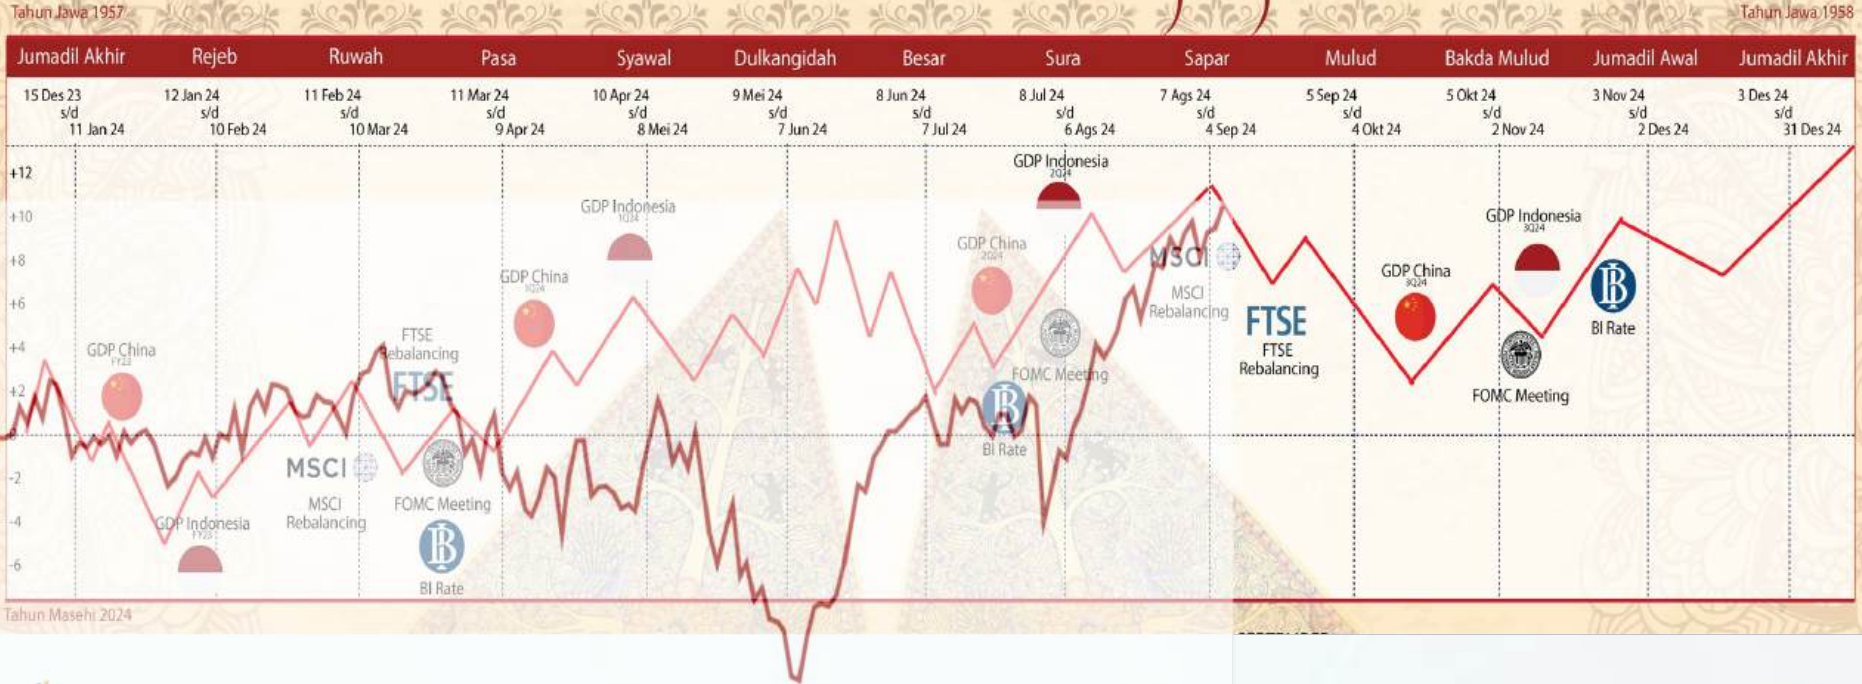 Tahun Jawa 1957
Tahun Jawa 1958
Jumadil Akhir
Rejeb
Ruwah
Pasa
Syawal
Dulkangidah
Besar
Sura
Sapar
Mulud
Bakda Mulud
Jumadil Awal
Jumadil Akhir
15 Des 23
s/d
11 Jan 24
12 Jan 24
s/d
10 Feb 24
11 Feb 24
s/d
10 Mar 24
11 Mar 24
s/d
9 Apr 24
10 Apr 24
s/d
8 Mei 24
9 Mei 24
s/d
7 Jun 24
8 Jun 24
s/d
7 Jul 24
8 Jul 24
s/d
6 Ags 24
7 Ags 24
s/d
4 Sep 24
5 Sep 24
s/d
4 Okt 24
5 Okt 24
s/d
2 Nov 24
3 Nov 24
s/d
2 Des 24
3 Des 24
s/d
31 Des 24
+12
+10
+8
+6
+4
+2
0
-2
-4
-6
GDP China
FY23
GDP Indonesia
FY23
MSCI
MSCI
Rebalancing
FTSE
Rebalancing
FTSE
FOMC Meeting
BI Rate
GDP China
1Q24
GDP Indonesia
1Q24
GDP China
2Q24
BI Rate
GDP Indonesia
2Q24
FOMC Meeting
MSCI
MSCI
Rebalancing
FTSE
FTSE
Rebalancing
GDP China
3Q24
GDP Indonesia
3Q24
FOMC Meeting
BI Rate
Tahun Masehi 2024